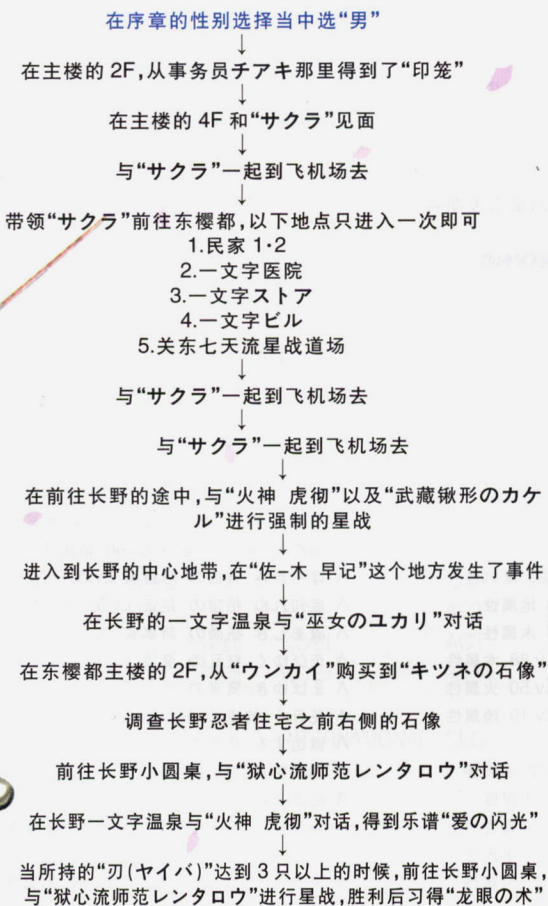 在序章的性别选择当中选“男”
↓
在主楼的 2F,从事务员チアキ那里得到了“印笼”
↓
在主楼的 4F 和“サクラ”见面
↓
与“サクラ”一起到飞机场去
↓
带领“サクラ”前往东樱都,以下地点只进入一次即可
1.民家 1·2
2.一文字医院
3.一文字ストア
4.一文字ビル
5.关东七天流星战道场
↓
与“サクラ”一起到飞机场去
↓
与“サクラ”一起到飞机场去
↓
在前往长野的途中,与“火神 虎彻”以及“武藏锹形のカケ
ル”进行强制的星战
↓
进入到长野的中心地带,在“佐–木 早记”这个地方发生了事件
↓
在长野的一文字温泉与“巫女のユカリ”对话
↓
在东樱都主楼的 2F,从“ウンカイ”购买到“キツネの石像”
↓
调查长野忍者住宅之前右侧的石像
↓
前往长野小圆桌,与“狱心流师范レンタロウ”对话
↓
在长野一文字温泉与“火神 虎彻”对话,得到乐谱“爱の闪光”
↓
当所持的“刃(ヤイバ)”达到 3 只以上的时候,前往长野小圆桌,
与“狱心流师范レンタロウ”进行星战,胜利后习得“龙眼の术”